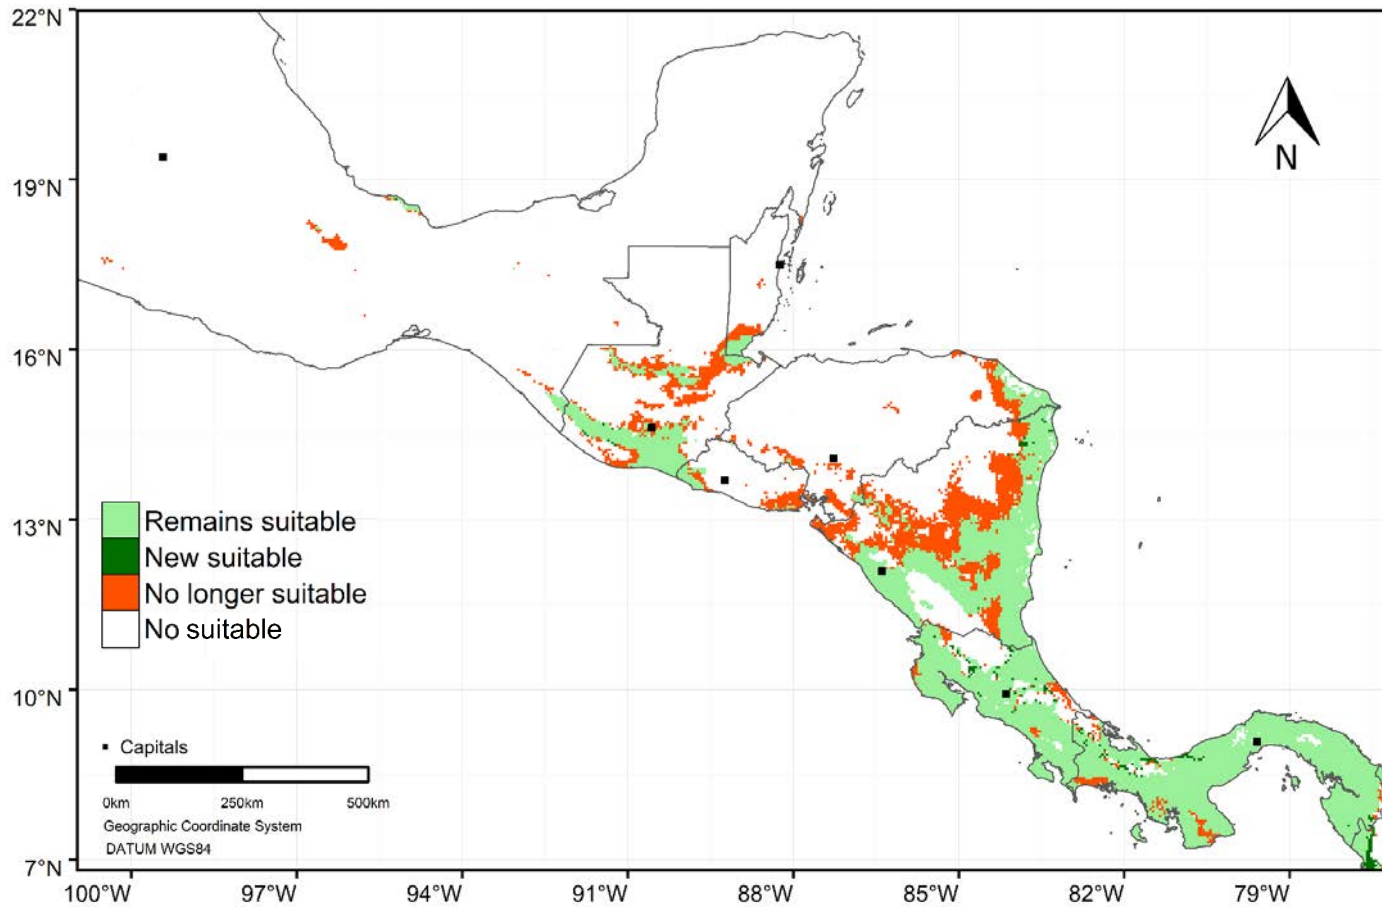 22°N
19°N
16°N
13°N
10°N
7°N
N
Remains suitable
New suitable
No longer suitable
No suitable
Capitals
0km 250km 500km
Geographic Coordinate System
DATUM WGS84
100°W 97°W 94°W 91°W 88°W 85°W 82°W 79°W